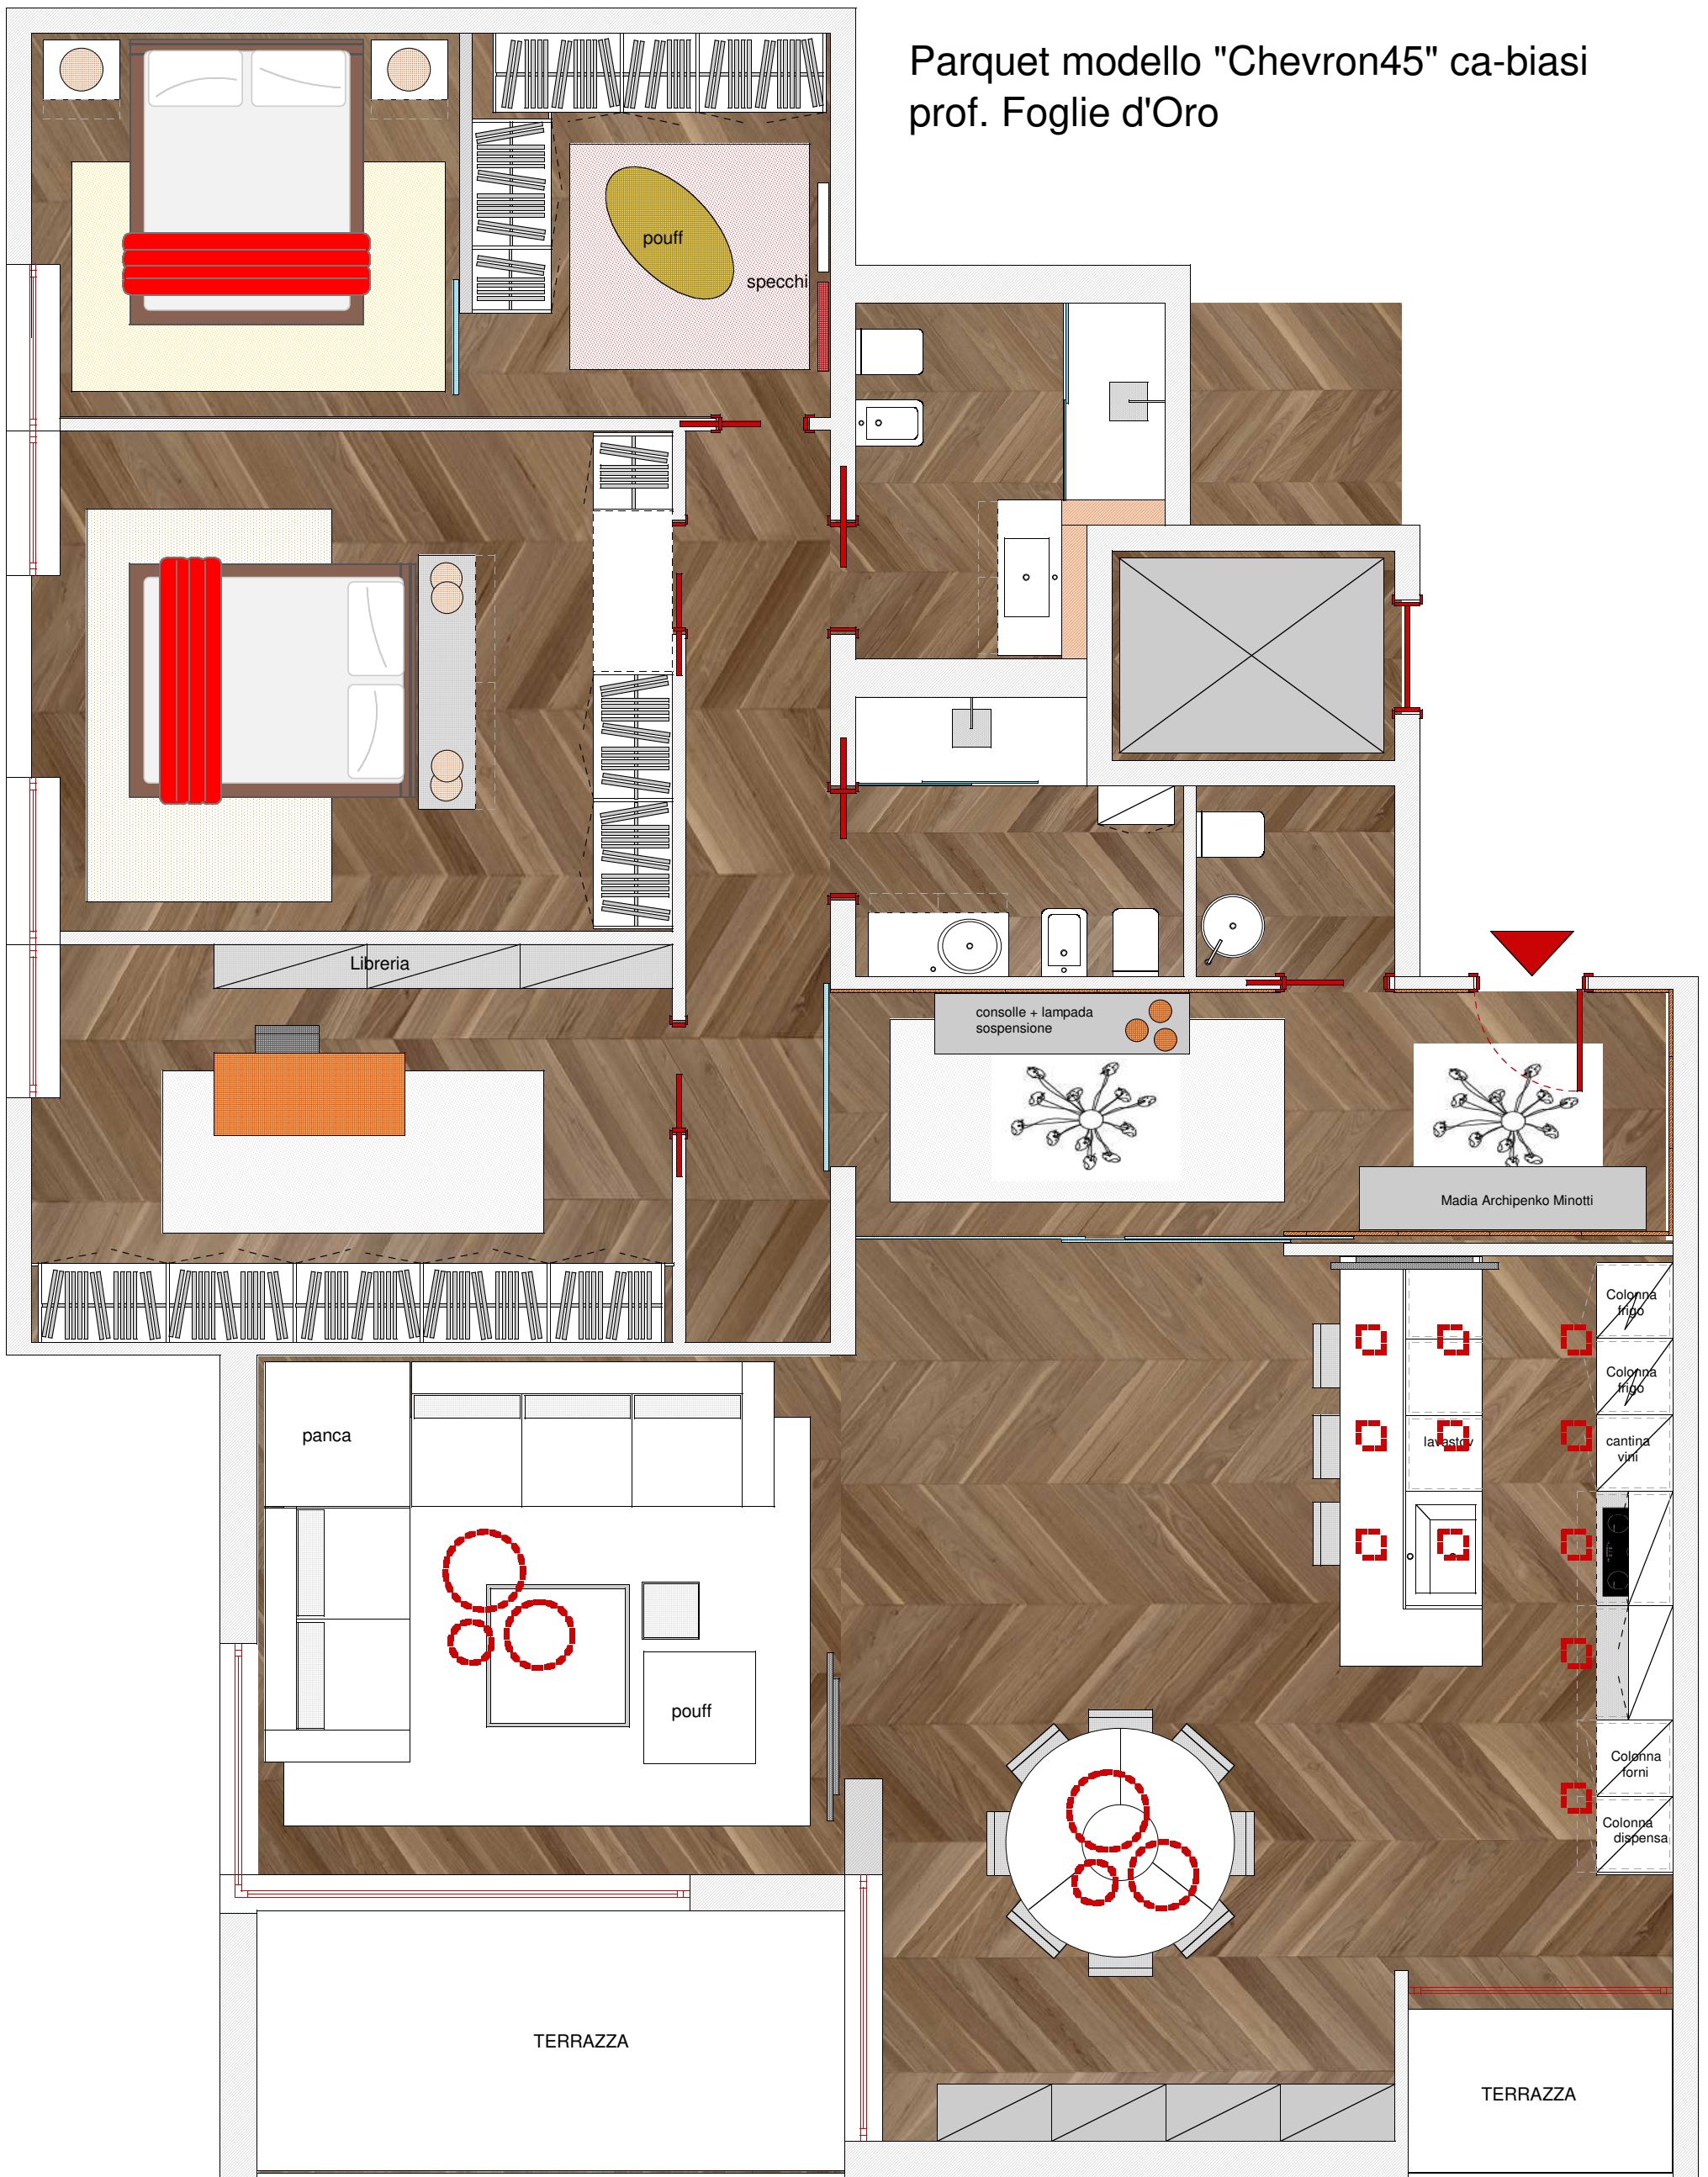 Parquet modello "Chevron45" ca-biasi
prof. Foglie d'Oro
pouff
specchi
Libreria
consolle + lampada
sospensione
Madia Archipenko Minotti
Colonna
frigo
Colonna
frigo
panca
lavastov
cantina
vini
pouff
Colonna
forni
Colonna
dispensa
TERRAZZA
TERRAZZA